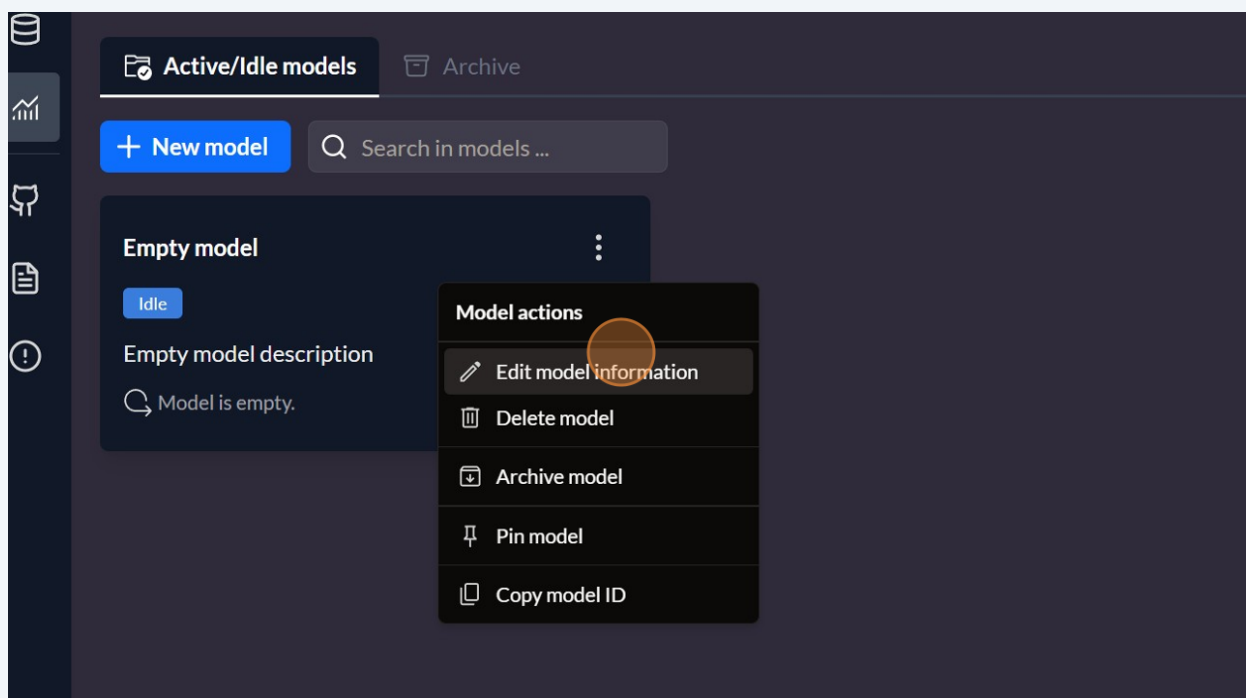 Active/Idle models
Archive
New model
Search in models ...
Empty model
Idle
Empty model description
Model is empty.
Model actions
Edit model information
Delete model
Archive model
Pin model
Copy model ID